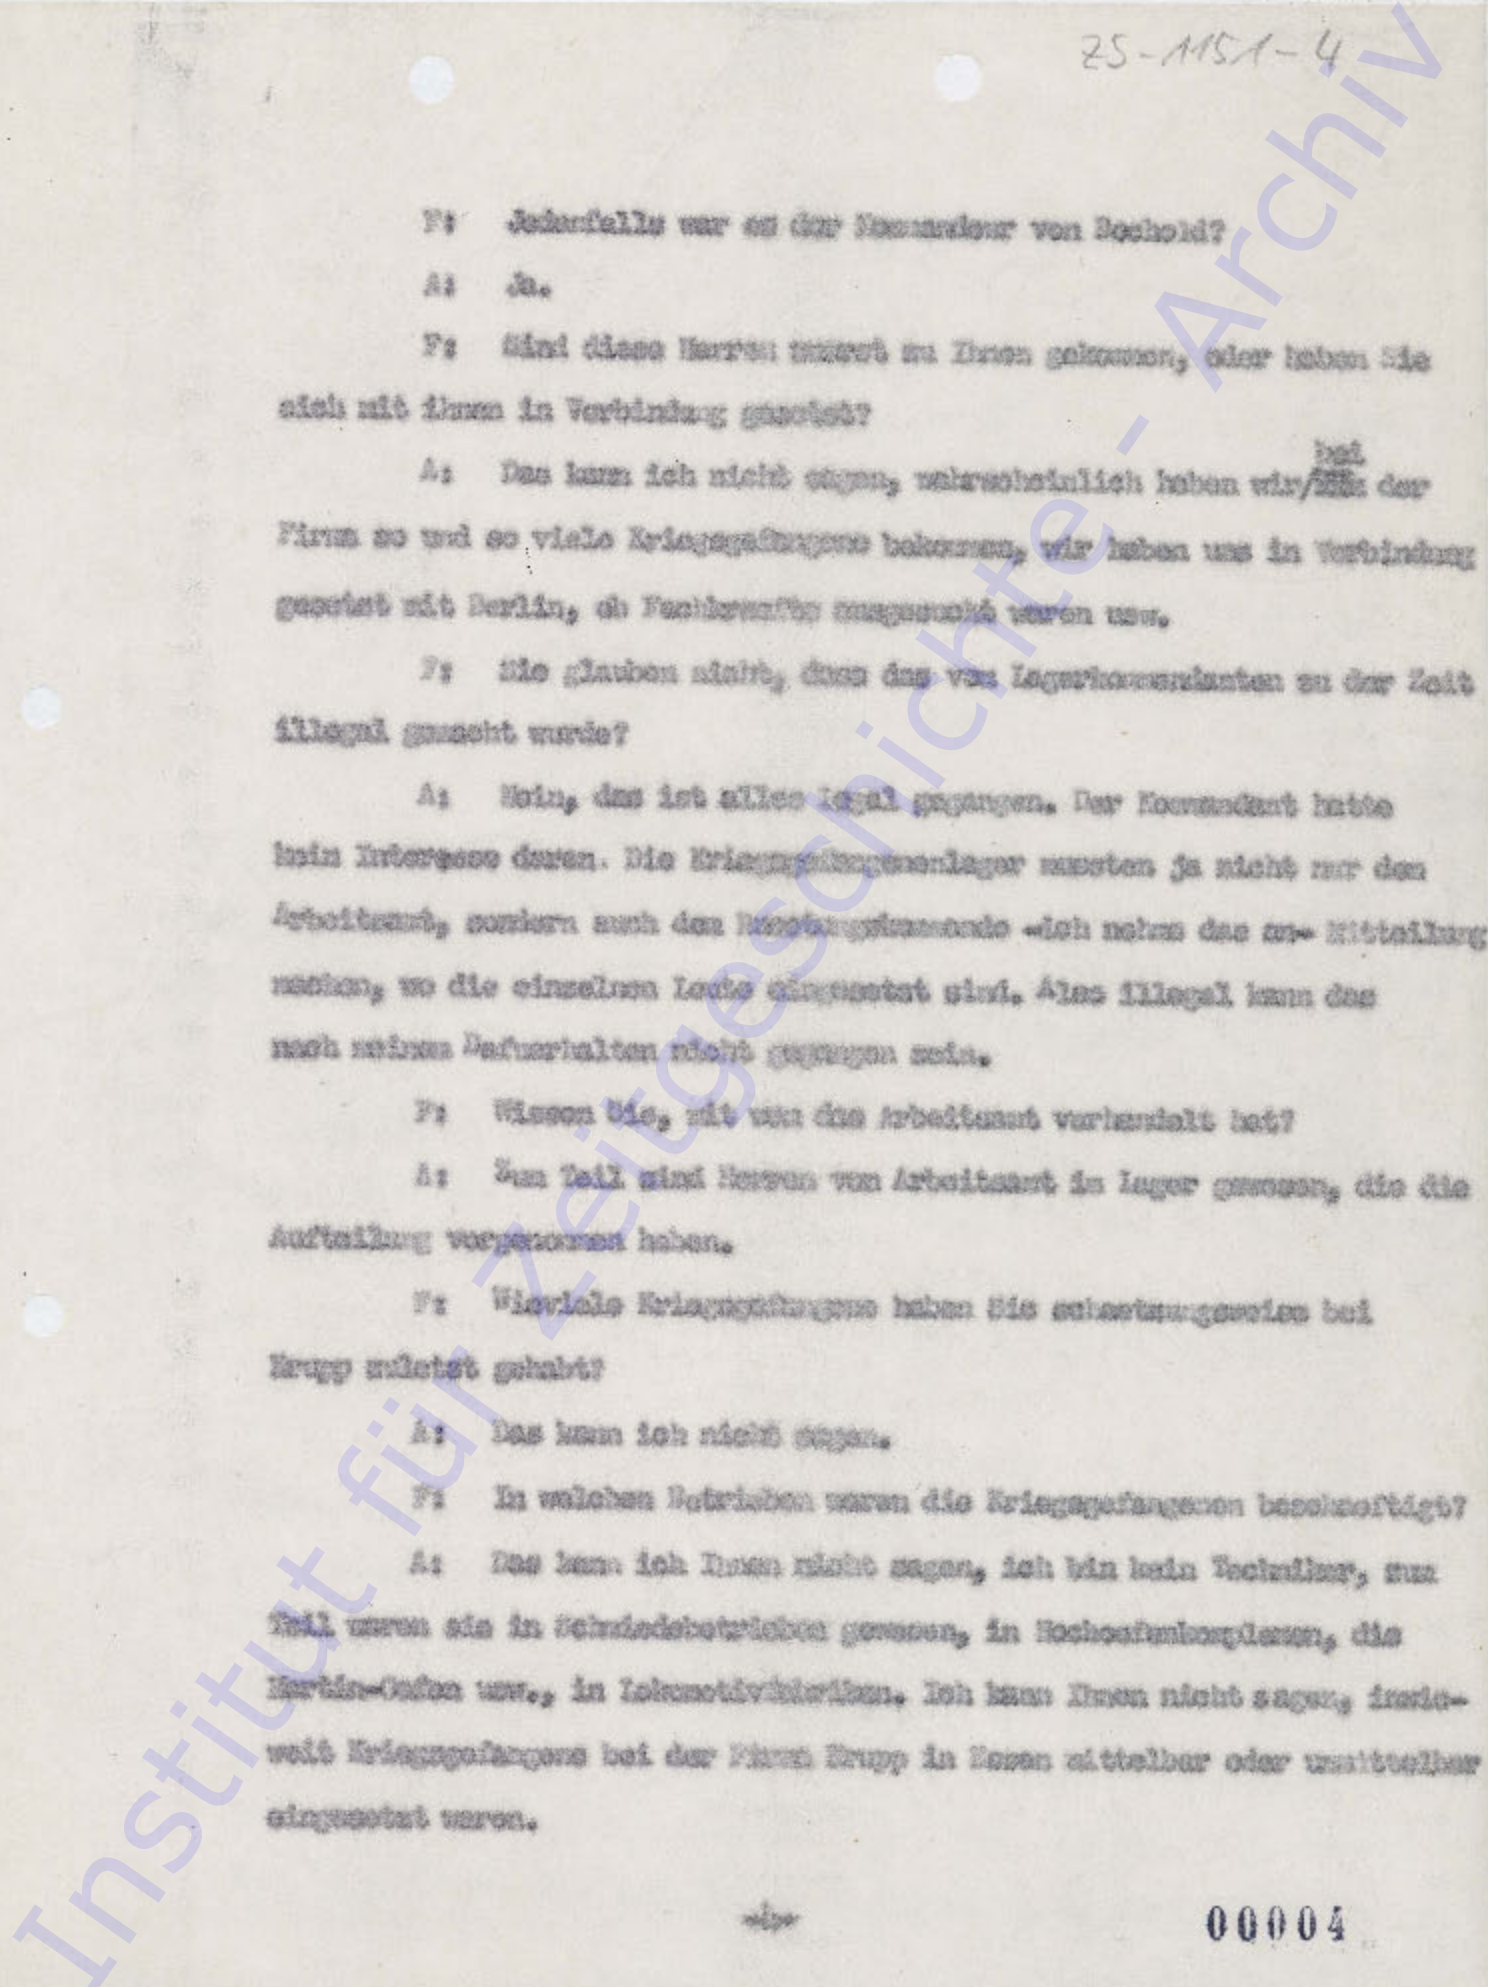 ZS-1151-4
F: Jedenfalls war es der Kommandeur von Bocholt?
A: Ja.
F: Sind diese Herren zuerst zu Ihnen gekommen, oder haben Sie
sich mit ihnen in Verbindung gesetzt?
bei
A: Das kann ich nicht sagen, wahrscheinlich haben wir/ der
Firma so und so viele Kriegsgefangene bekommen, wir haben uns in Verbindung
gesetzt mit Berlin, ob Fachkraefte ausgesucht waren usw.
F: Sie glauben nicht, dass das vom Lagerkommandanten zu der Zeit
illegal gemacht wurde?
A: Nein, das ist alles legal gegangen. Der Kommandant hatte
kein Interesse daran. Die Kriegsgefangenenlager mussten ja nicht nur dem
Arbeitsamt, sondern auch dem Ruestungskommando -ich nehme das an- Mitteilung
machen, wo die einzelnen Leute eingesetzt sind. Also illegal kann das
nach meinem Dafuerhalten nicht gegangen sein.
F: Wissen Sie, mit wem das Arbeitsamt verhandelt hat?
A: Zum Teil sind Herren vom Arbeitsamt im Lager gewesen, die die
Aufteilung vorgenommen haben.
F: Wieviele Kriegsgefangene haben Sie schaetzungsweise bei
Krupp zuletzt gehabt?
A: Das kann ich nicht sagen.
F: In welchen Betrieben waren die Kriegsgefangenen beschaeftigt?
A: Das kann ich Ihnen nicht sagen, ich bin kein Techniker, zum
Teil waren sie in Schmiedebetrieben gewesen, in Hochoefenkomplexen, die
Martin-Oefen usw., in Lokomotivbetrieben. Ich kann Ihnen nicht sagen, inwie-
weit Kriegsgefangene bei der Firma Krupp in Essen mittelbar oder unmittelbar
eingesetzt waren.
-4-
00004
Institut für Zeitgeschichte - Archiv